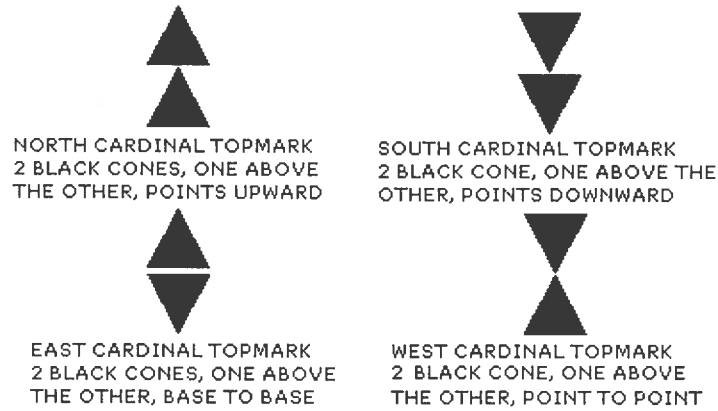 NORTH CARDINAL TOPMARK
2 BLACK CONES, ONE ABOVE
THE OTHER, POINTS UPWARD
SOUTH CARDINAL TOPMARK
2 BLACK CONE, ONE ABOVE THE
OTHER, POINTS DOWNWARD
EAST CARDINAL TOPMARK
2 BLACK CONES, ONE ABOVE
THE OTHER, BASE TO BASE
WEST CARDINAL TOPMARK
2 BLACK CONE, ONE ABOVE
THE OTHER, POINT TO POINT